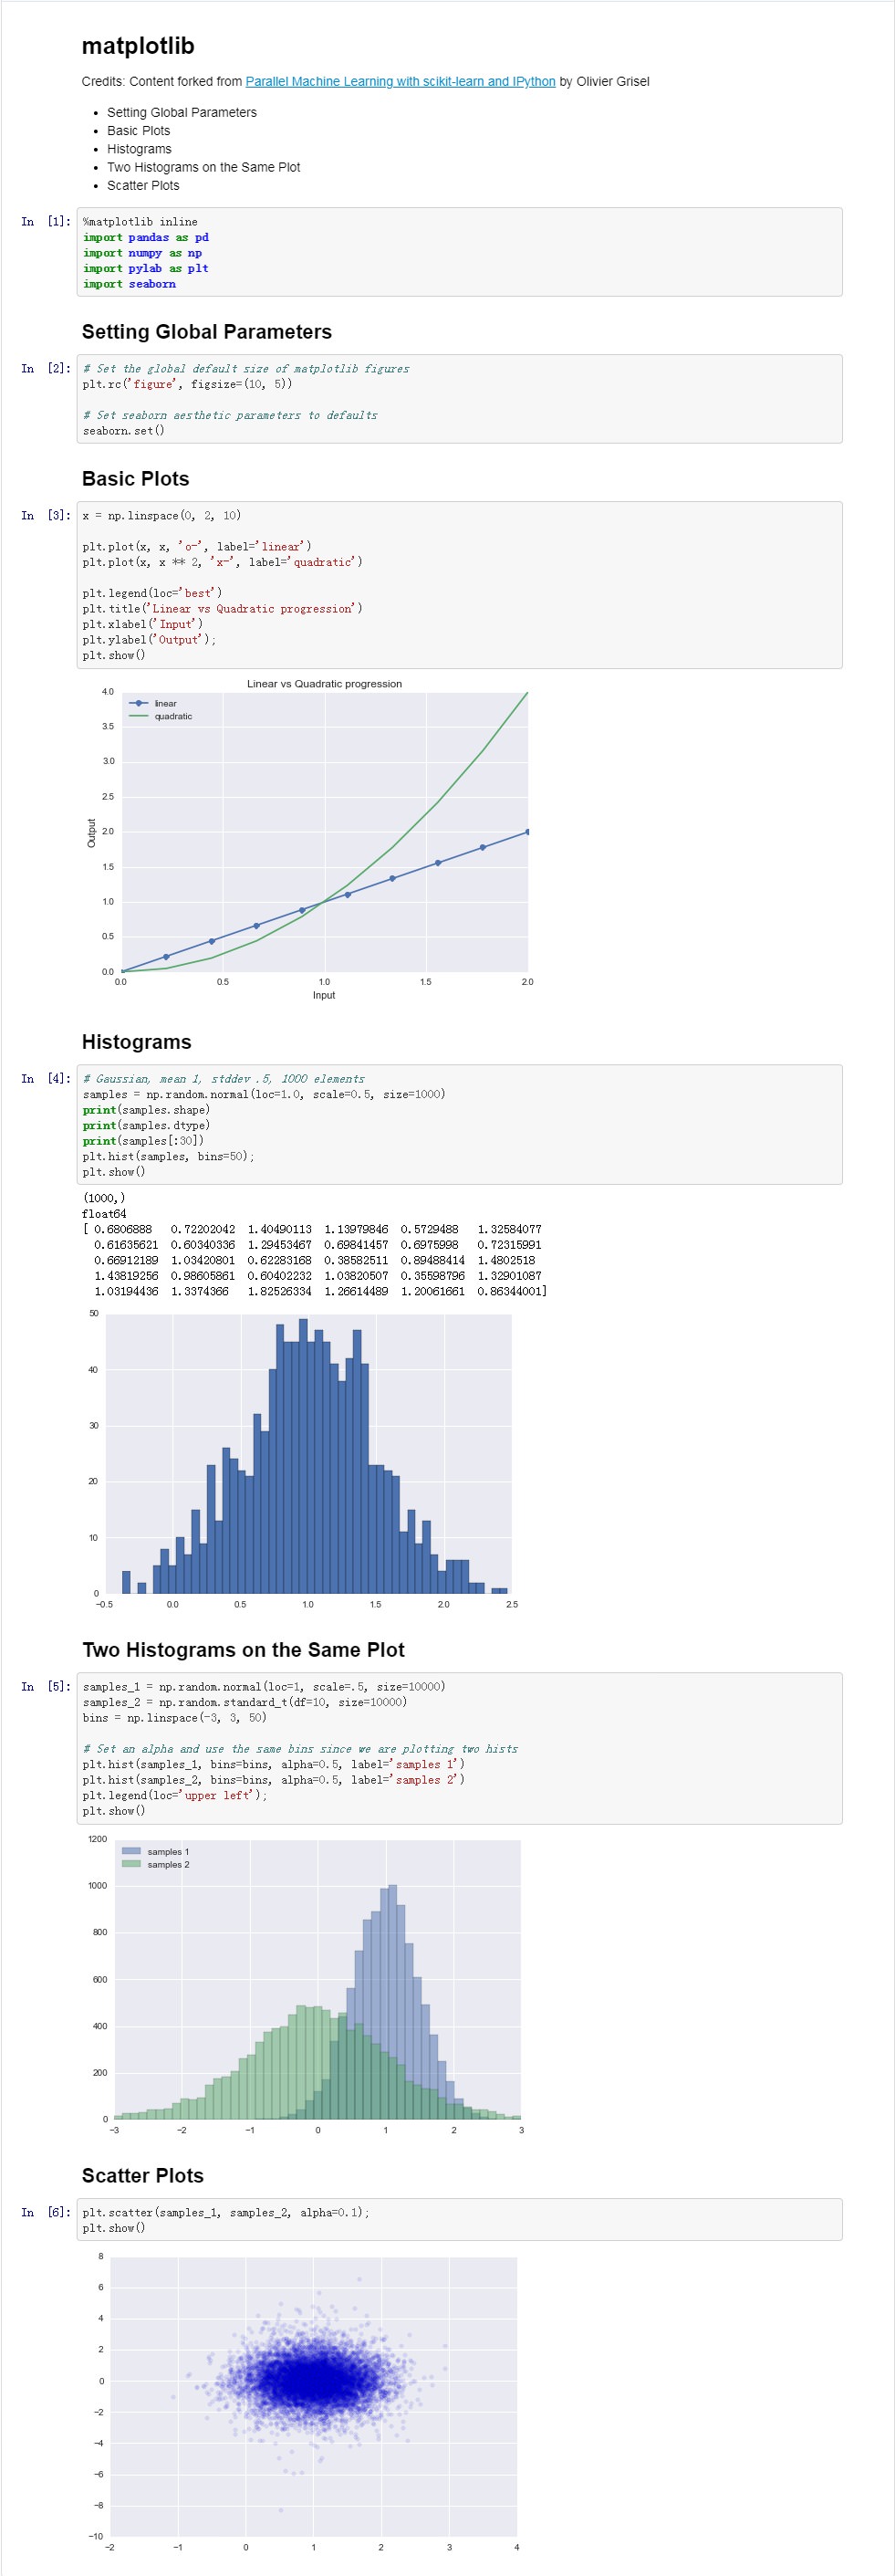 matplotlib
Credits: Content forked from Parallel Machine Learning with scikit-learn and IPython by Olivier Grisel
• Setting Global Parameters
• Basic Plots
• Histograms
• Two Histograms on the Same Plot
• Scatter Plots
In [1]: %matplotlib inline
import pandas as pd
import numpy as np
import pylab as plt
import seaborn
Setting Global Parameters
In [2]: # Set the global default size of matplotlib figures
plt.rc('figure', figsize=(10, 5))
# Set seaborn aesthetic parameters to defaults
seaborn.set()
Basic Plots
In [3]: x = np.linspace(0, 2, 10)
plt.plot(x, x, 'o-', label='linear')
plt.plot(x, x ** 2, 'x-', label='quadratic')
plt.legend(loc='best')
plt.title('Linear vs Quadratic progression')
plt.xlabel('Input')
plt.ylabel('Output');
plt.show()
Linear vs Quadratic progression
linear
quadratic
4.0
3.5
3.0
2.5
2.0
1.5
1.0
0.5
0.0
Output
0.0 0.5 1.0 1.5 2.0
Input
Histograms
In [4]: # Gaussian, mean 1, stddev .5, 1000 elements
samples = np.random.normal(loc=1.0, scale=0.5, size=1000)
print(samples.shape)
print(samples.dtype)
print(samples[:30])
plt.hist(samples, bins=50);
plt.show()
(1000,)
float64
[ 0.6806888 0.72202042 1.40490113 1.13979846 0.5729488 1.32584077
0.61635621 0.60340336 1.29453467 0.69841457 0.6975998 0.72315991
0.66912189 1.03420801 0.62283168 0.38582511 0.89488414 1.4802518
1.43819256 0.98605861 0.60402232 1.03820507 0.35598796 1.32901087
1.03194436 1.3374366 1.82526334 1.26614489 1.20061661 0.86344001]
50
40
30
20
10
0
−0.5 0.0 0.5 1.0 1.5 2.0 2.5
Two Histograms on the Same Plot
In [5]: samples_1 = np.random.normal(loc=1, scale=.5, size=10000)
samples_2 = np.random.standard_t(df=10, size=10000)
bins = np.linspace(-3, 3, 50)
# Set an alpha and use the same bins since we are plotting two hists
plt.hist(samples_1, bins=bins, alpha=0.5, label='samples 1')
plt.hist(samples_2, bins=bins, alpha=0.5, label='samples 2')
plt.legend(loc='upper left');
plt.show()
samples 1
samples 2
1200
1000
800
600
400
200
0
−3 −2 −1 0 1 2 3
Scatter Plots
In [6]: plt.scatter(samples_1, samples_2, alpha=0.1);
plt.show()
8
6
4
2
0
−2
−4
−6
−8
−10
−2 −1 0 1 2 3 4